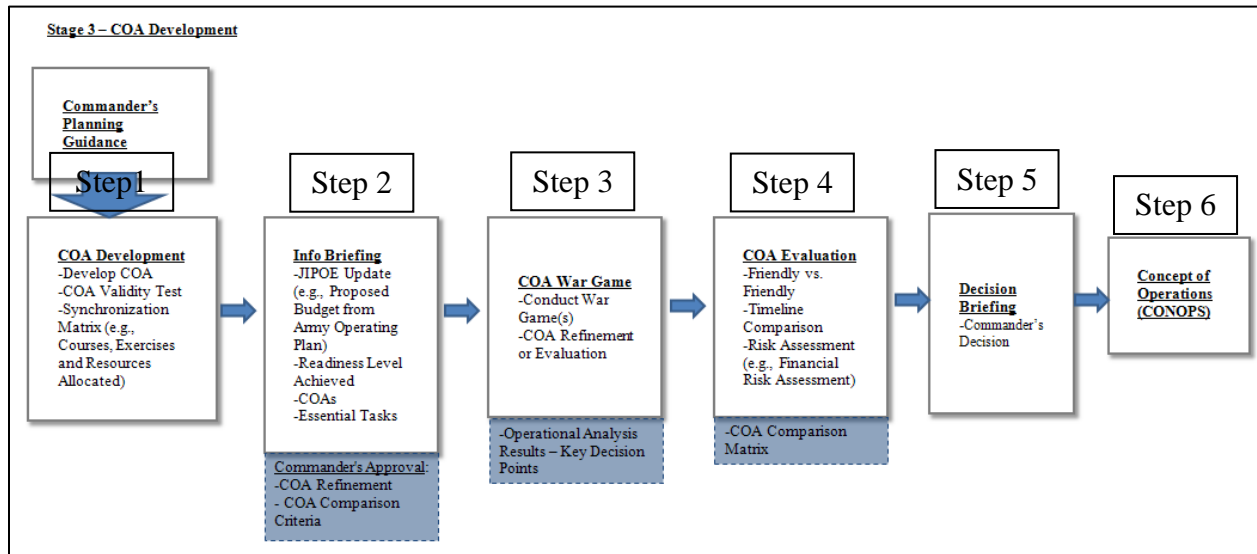 Stage 3 – COA Development
Commander's
Planning
Guidance
Step1
COA Development
-Develop COA
-COA Validity Test
-Synchronization
Matrix (e.g.,
Courses, Exercises
and Resources
Allocated)
Step 2
Info Briefing
-JIPOE Update
(e.g., Proposed
Budget from
Army Operating
Plan)
-Readiness Level
Achieved
-COAs
-Essential Tasks
Commander's Approval:
-COA Refinement
- COA Comparison
Criteria
Step 3
COA War Game
-Conduct War
Game(s)
-COA Refinement
or Evaluation
-Operational Analysis
Results – Key Decision
Points
Step 4
COA Evaluation
-Friendly vs.
Friendly
-Timeline
Comparison
-Risk Assessment
(e.g., Financial
Risk Assessment)
-COA Comparison
Matrix
Step 5
Decision
Briefing
-Commander's
Decision
Step 6
Concept of
Operations
(CONOPS)